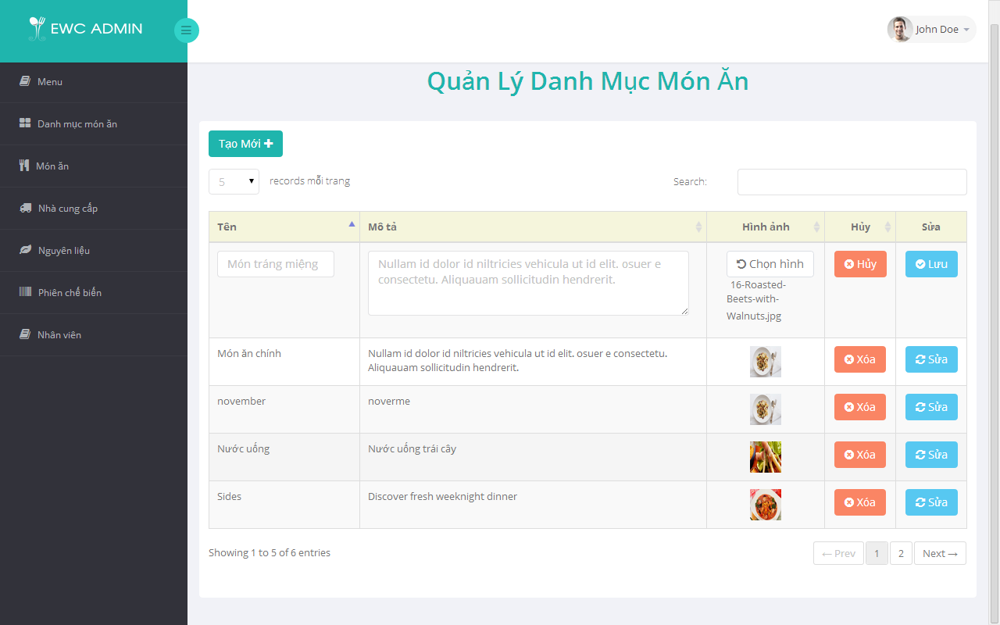 EWC ADMIN
John Doe
Menu
Danh mục món ăn
Món ăn
Nhà cung cấp
Nguyên liệu
Phiên chế biến
Nhân viên
Quản Lý Danh Mục Món Ăn
Tạo Mới
5 records mỗi trang
Search:
Tên Mô tả Hình ảnh Hủy Sửa
Món tráng miệng
Nullam id dolor id niltricies vehicula ut id elit. osuer e
consectetu. Aliquauam sollicitudin hendrerit.
Chọn hình
16-Roasted-
Beets-with-
Walnuts.jpg
Hủy Lưu
Món ăn chính
Nullam id dolor id niltricies vehicula ut id elit. osuer e consectetu.
Aliquauam sollicitudin hendrerit.
Xóa Sửa
november noverme Xóa Sửa
Nước uống Nước uống trái cây Xóa Sửa
Sides Discover fresh weeknight dinner Xóa Sửa
Showing 1 to 5 of 6 entries
← Prev 1 2 Next →